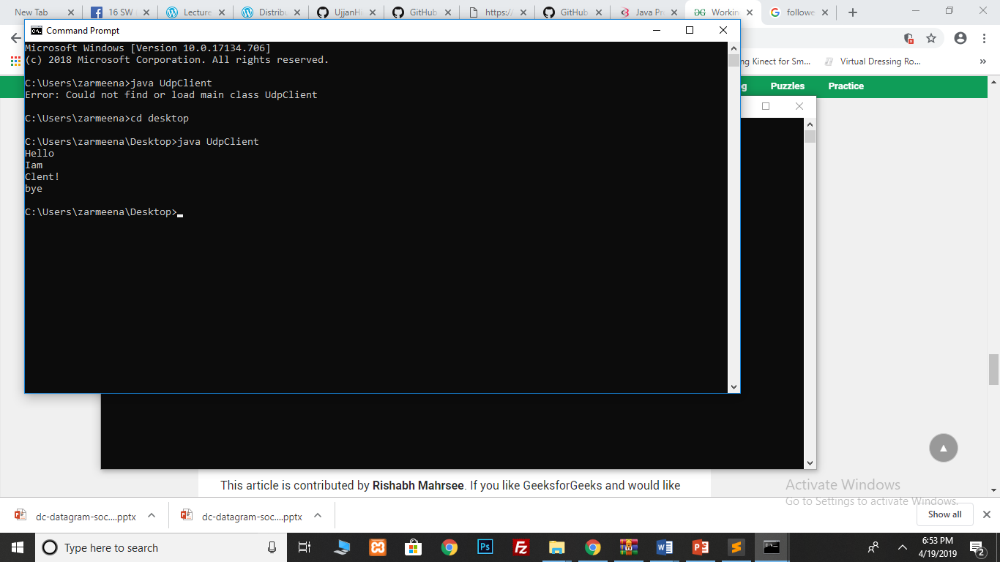 New Tab
16 SW (
Lecture
Distribu
UjjanHi
GitHub
https:/
GitHub
Java Pr
Workin
followe
Command Prompt
ng Kinect for Sm...
Virtual Dressing Ro...
»
Microsoft Windows [Version 10.0.17134.706]
(c) 2018 Microsoft Corporation. All rights reserved.
C:\Users\zarmeena>java UdpClient
Error: Could not find or load main class UdpClient
C:\Users\zarmeena>cd desktop
C:\Users\zarmeena\Desktop>java UdpClient
Hello
Iam
Clent!
bye
C:\Users\zarmeena\Desktop>
g Puzzles Practice
This article is contributed by Rishabh Mahrsee. If you like GeeksforGeeks and would like
Activate Windows
Go to Settings to activate Windows.
dc-datagram-soc....pptx
dc-datagram-soc....pptx
Show all
Type here to search
6:53 PM
4/19/2019
2